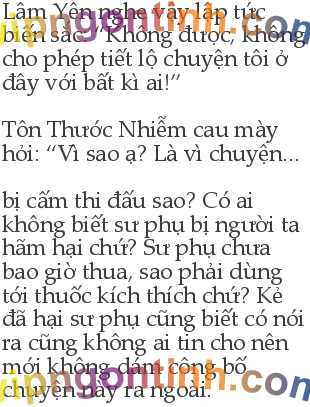 Lâm Yên nghe vậy lập tức
biến sắc: “Không được, không
cho phép tiết lộ chuyện tôi ở
đây với bất kì ai!”
Tôn Thước Nhiễm cau mày
hỏi: “Vì sao ạ? Là vì chuyện...
bị cấm thi đấu sao? Có ai
không biết sư phụ bị người ta
hãm hại chứ? Sư phụ chưa
bao giờ thua, sao phải dùng
tới thuốc kích thích chứ? Kẻ
đã hại sư phụ cũng biết có nói
ra cũng không ai tin cho nên
mới không dám công bố
chuyện này ra ngoài.
vipngontinh.com
vipngontinh.com